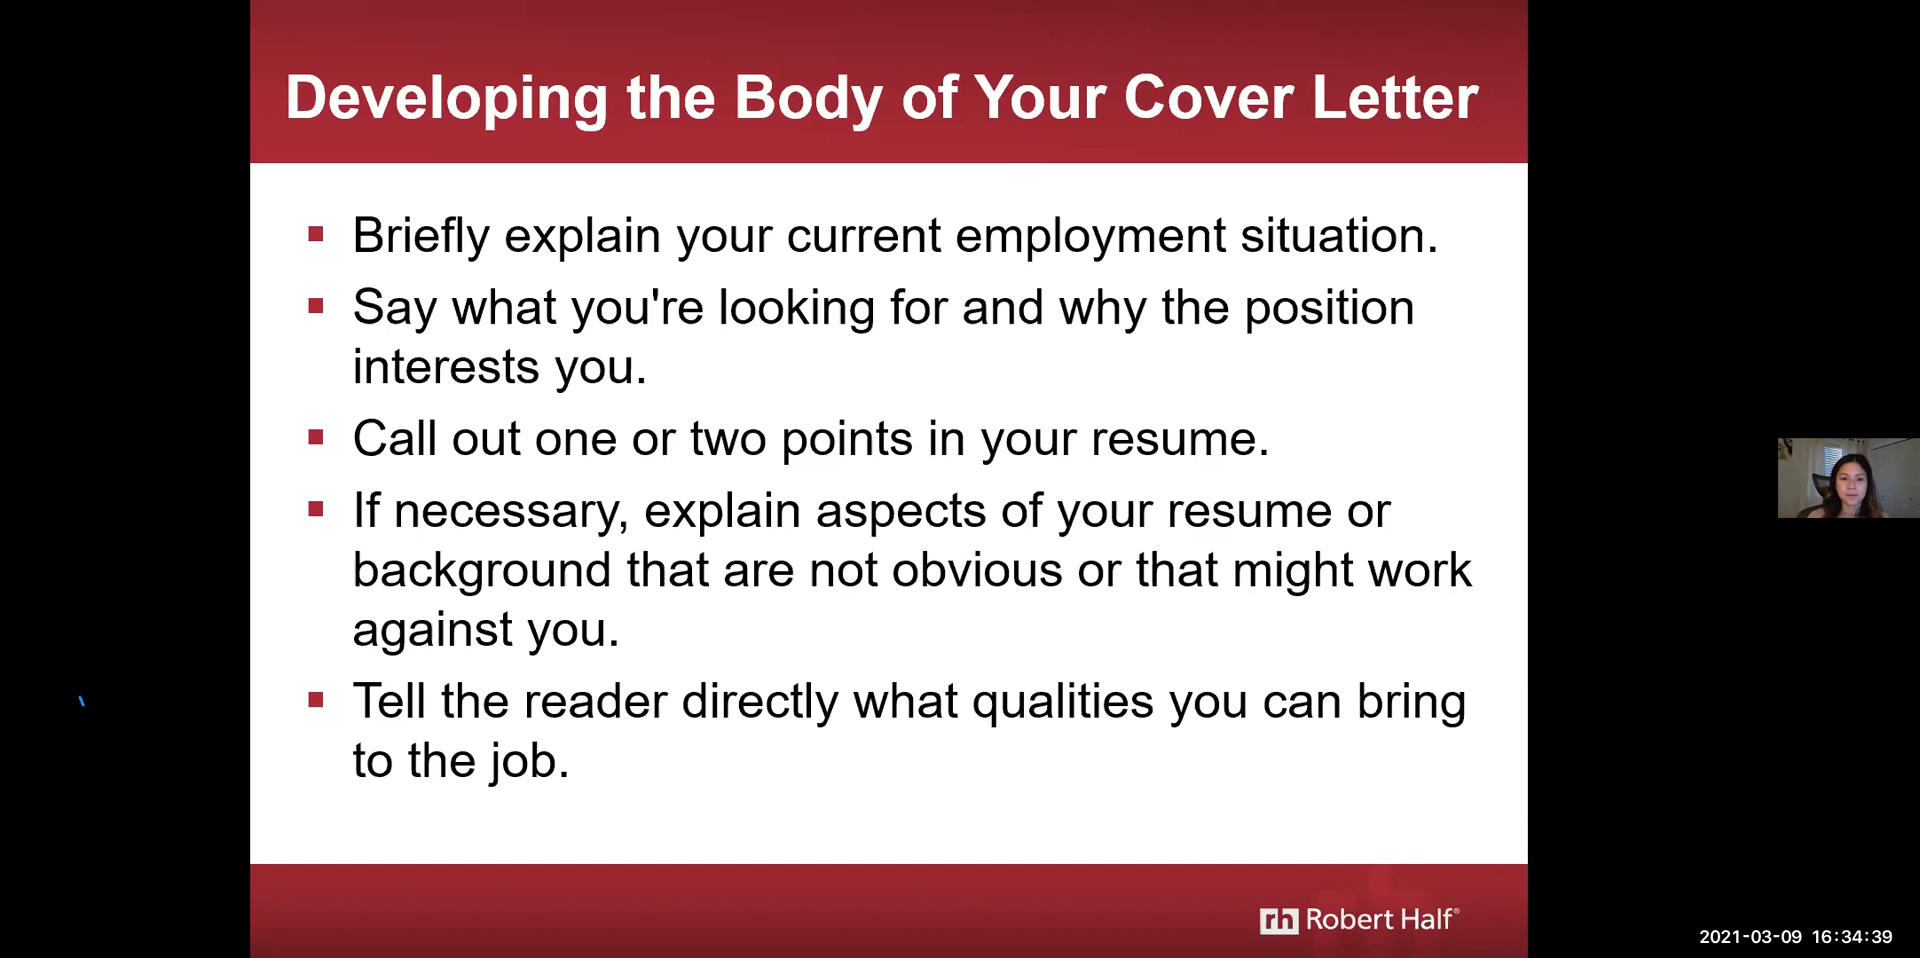 Developing the Body of Your Cover Letter
Briefly explain your current employment situation.
Say what you're looking for and why the position
interests you.
Call out one or two points in your resume.
If necessary, explain aspects of your resume or
background that are not obvious or that might work
against you.
Tell the reader directly what qualities you can bring
to the job.
rh Robert Half®
2021-03-09 16:34:39